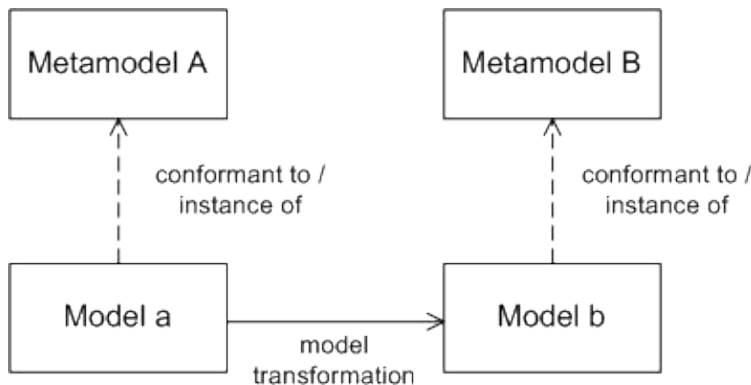 Metamodel A
Metamodel B
conformant to /
instance of
conformant to /
instance of
Model a
Model b
model
transformation